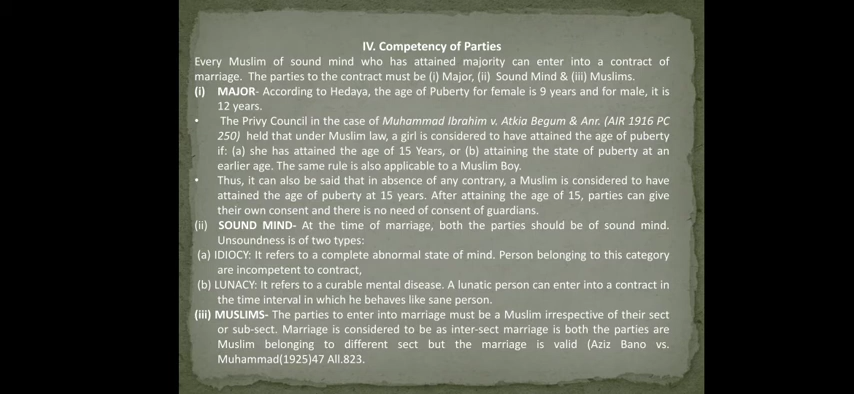 IV. Competency of Parties
Every Muslim of sound mind who has attained majority can enter into a contract of
marriage. The parties to the contract must be (i) Major, (ii) Sound Mind & (iii) Muslims.
(i) MAJOR- According to Hedaya, the age of Puberty for female is 9 years and for male, it is
12 years.
• The Privy Council in the case of Muhammad Ibrahim v. Atkia Begum & Anr. (AIR 1916 PC
250) held that under Muslim law, a girl is considered to have attained the age of puberty
if: (a) she has attained the age of 15 Years, or (b) attaining the state of puberty at an
earlier age. The same rule is also applicable to a Muslim Boy.
• Thus, it can also be said that in absence of any contrary, a Muslim is considered to have
attained the age of puberty at 15 years. After attaining the age of 15, parties can give
their own consent and there is no need of consent of guardians.
(ii) SOUND MIND- At the time of marriage, both the parties should be of sound mind.
Unsoundness is of two types:
(a) IDIOCY: It refers to a complete abnormal state of mind. Person belonging to this category
are incompetent to contract,
(b) LUNACY: It refers to a curable mental disease. A lunatic person can enter into a contract in
the time interval in which he behaves like sane person.
(iii) MUSLIMS- The parties to enter into marriage must be a Muslim irrespective of their sect
or sub-sect. Marriage is considered to be as inter-sect marriage is both the parties are
Muslim belonging to different sect but the marriage is valid (Aziz Bano vs.
Muhammad(1925)47 All.823.